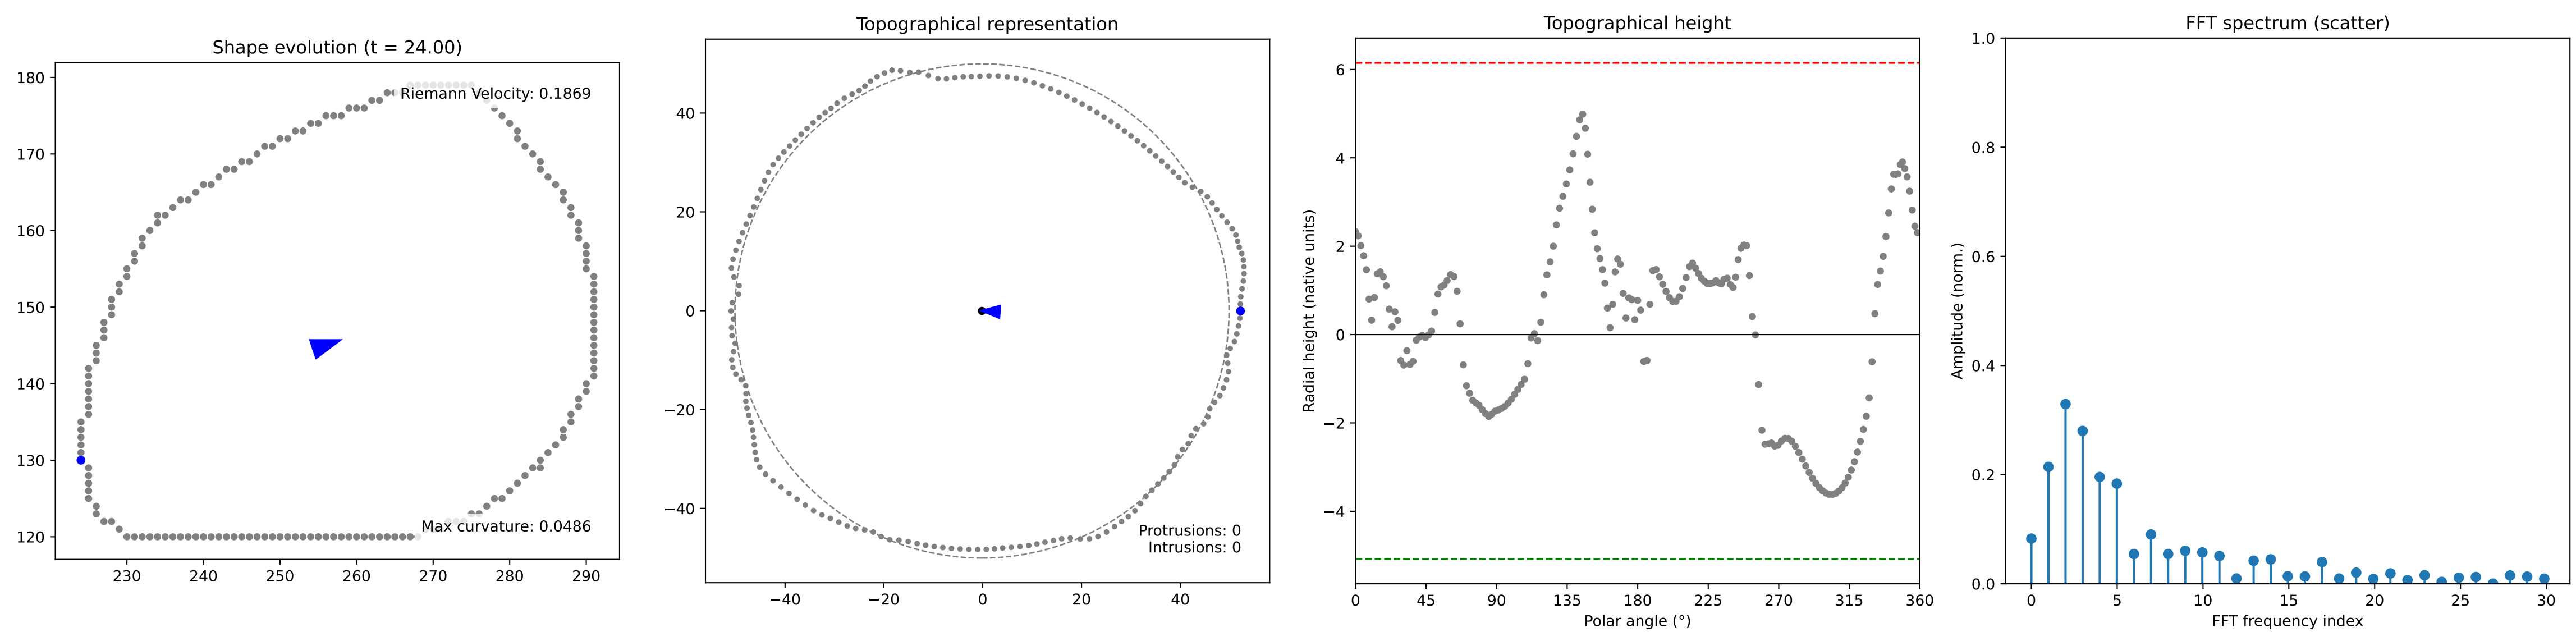 Shape evolution (t = 24.00)
180
170
160
150
140
130
120
230 240 250 260 270 280 290
Riemann Velocity: 0.1869
Max curvature: 0.0486
Topographical representation
40
20
0
−20
−40
−40 −20 0 20 40
Protrusions: 0
Intrusions: 0
Topographical height
Radial height (native units)
6
4
2
0
−2
−4
0 45 90 135 180 225 270 315 360
Polar angle (°)
FFT spectrum (scatter)
Amplitude (norm.)
1.0
0.8
0.6
0.4
0.2
0.0
0 5 10 15 20 25 30
FFT frequency index